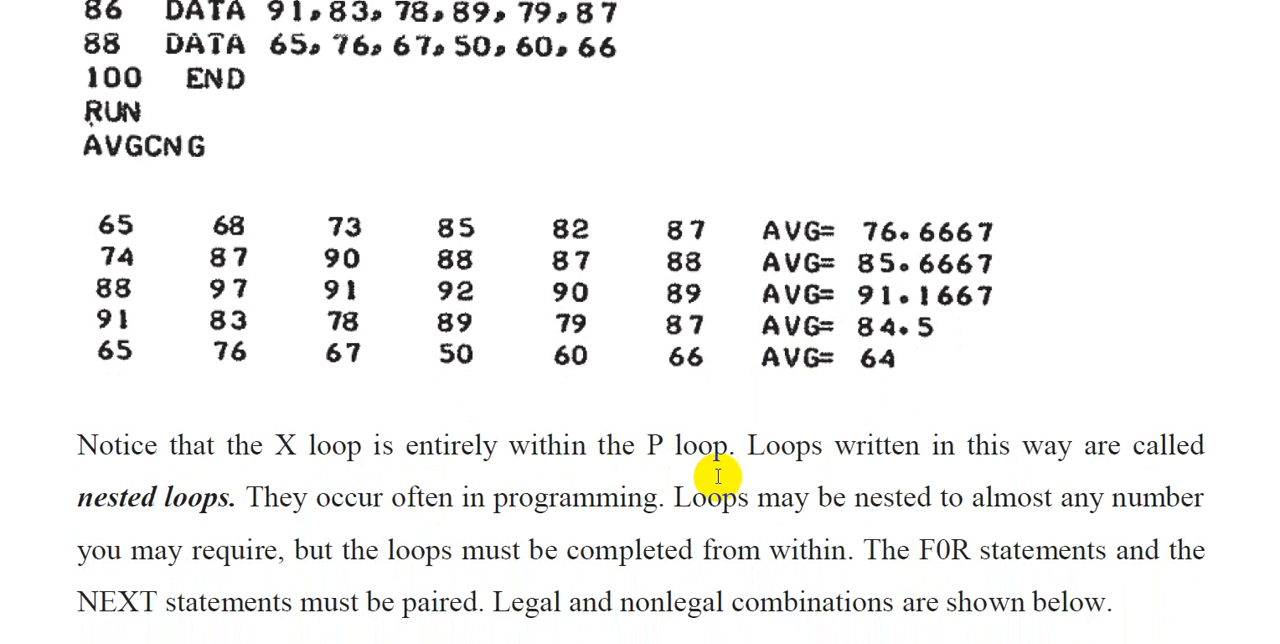 86 DATA 91,83,78,89,79,87
88 DATA 65,76,67,50,60,66
100 END
RUN
AVGCNG
65 68 73 85 82 87 AVG= 76.6667
74 87 90 88 87 88 AVG= 85.6667
88 97 91 92 90 89 AVG= 91.1667
91 83 78 89 79 87 AVG= 84.5
65 76 67 50 60 66 AVG= 64
Notice that the X loop is entirely within the P loop. Loops written in this way are called
nested loops. They occur often in programming. Loops may be nested to almost any number
you may require, but the loops must be completed from within. The F0R statements and the
NEXT statements must be paired. Legal and nonlegal combinations are shown below.